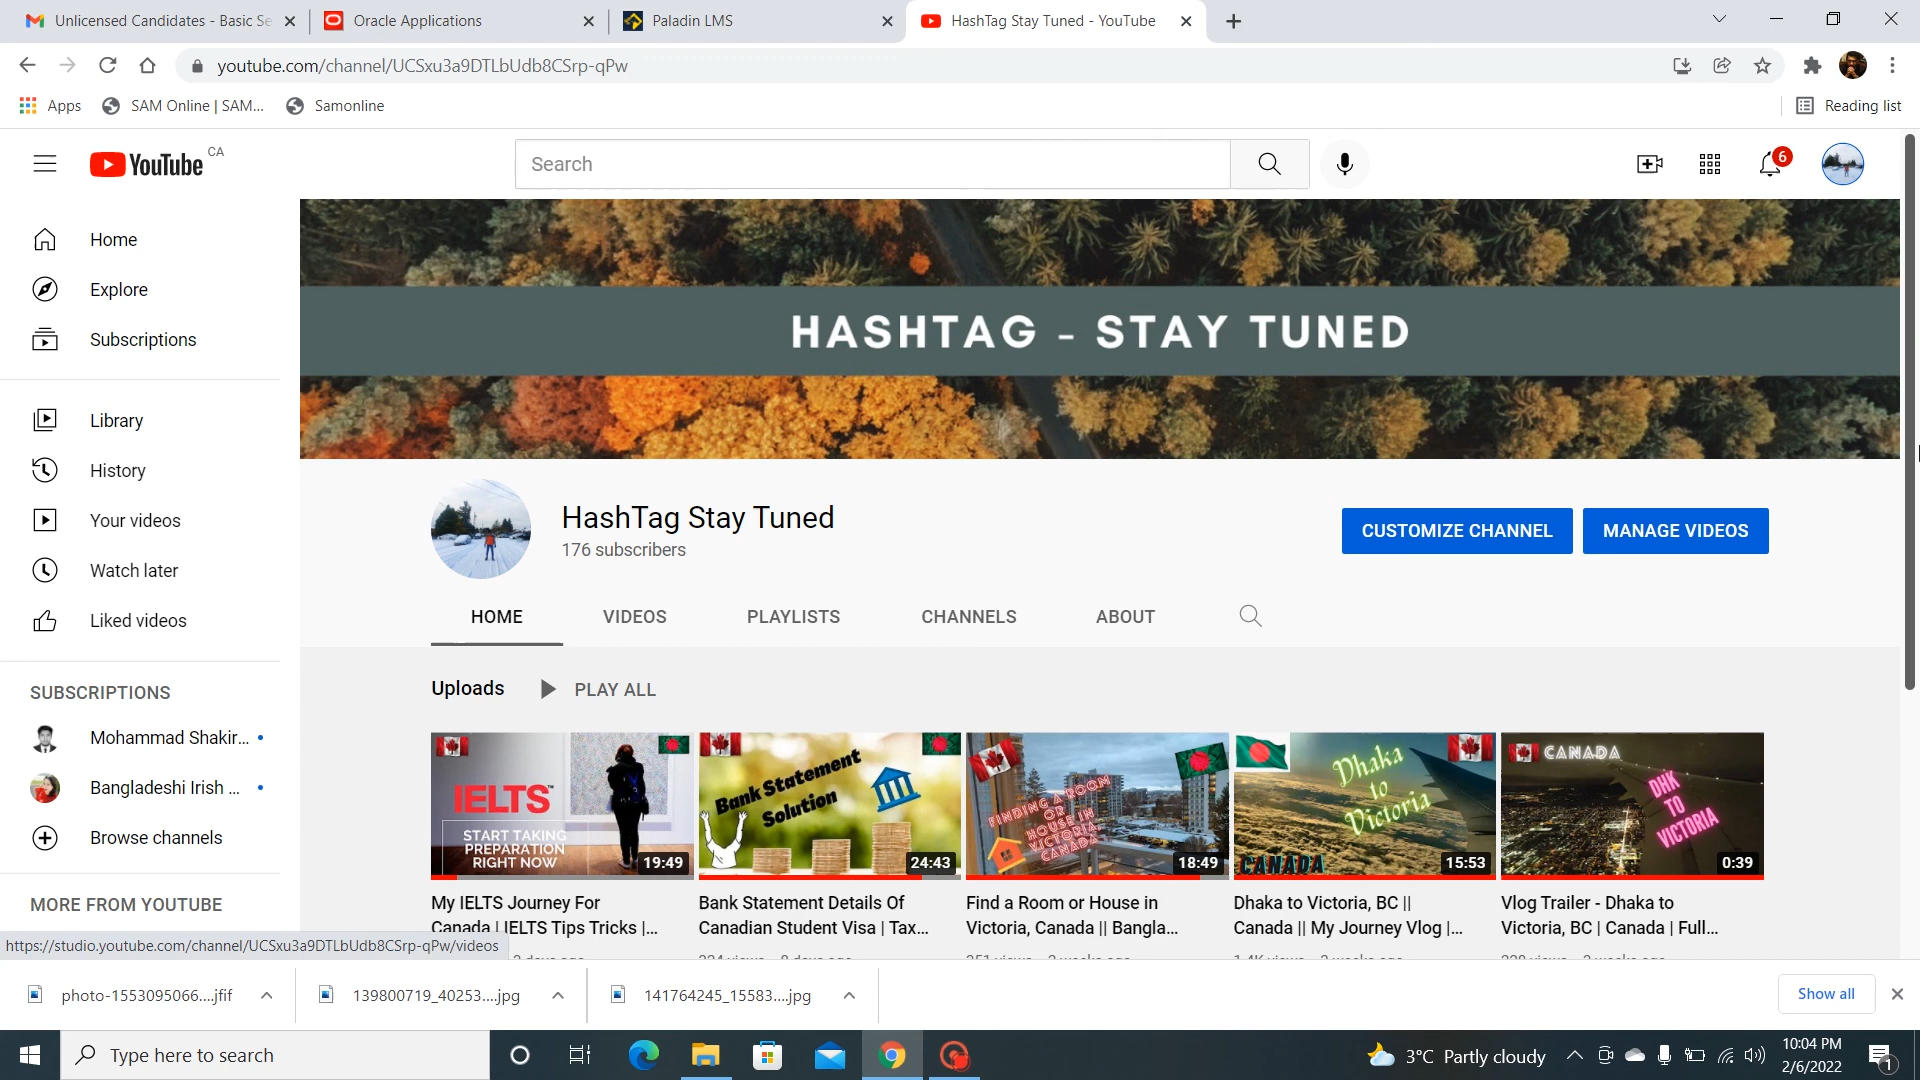 Unlicensed Candidates - Basic Se
Oracle Applications
Paladin LMS
HashTag Stay Tuned - YouTube
youtube.com/channel/UCSxu3a9DTLbUdb8CSrp-qPw
Apps
SAM Online | SAM...
Samonline
Reading list
YouTube CA
Search
6
Home
Explore
Subscriptions
Library
History
Your videos
Watch later
Liked videos
SUBSCRIPTIONS
Mohammad Shakir...
Bangladeshi Irish ...
Browse channels
MORE FROM YOUTUBE
HASHTAG - STAY TUNED
HashTag Stay Tuned
176 subscribers
CUSTOMIZE CHANNEL
MANAGE VIDEOS
HOME
VIDEOS
PLAYLISTS
CHANNELS
ABOUT
Uploads
PLAY ALL
IELTS™
START TAKING
PREPARATION
RIGHT NOW
19:49
Bank Statement
Solution
24:43
FINDING A ROOM
OR
HOUSE IN
VICTORIA,
CANADA
18:49
Dhaka
to
Victoria
CANADA
15:53
CANADA
DHK
TO
VICTORIA
0:39
My IELTS Journey For
Canada | IELTS Tips Tricks |...
Bank Statement Details Of
Canadian Student Visa | Tax...
Find a Room or House in
Victoria, Canada || Bangla...
Dhaka to Victoria, BC ||
Canada || My Journey Vlog |...
Vlog Trailer - Dhaka to
Victoria, BC | Canada | Full...
https://studio.youtube.com/channel/UCSxu3a9DTLbUdb8CSrp-qPw/videos
photo-1553095066....jfif
139800719_40253....jpg
141764245_15583....jpg
Show all
Type here to search
3°C Partly cloudy
10:04 PM
2/6/2022
1